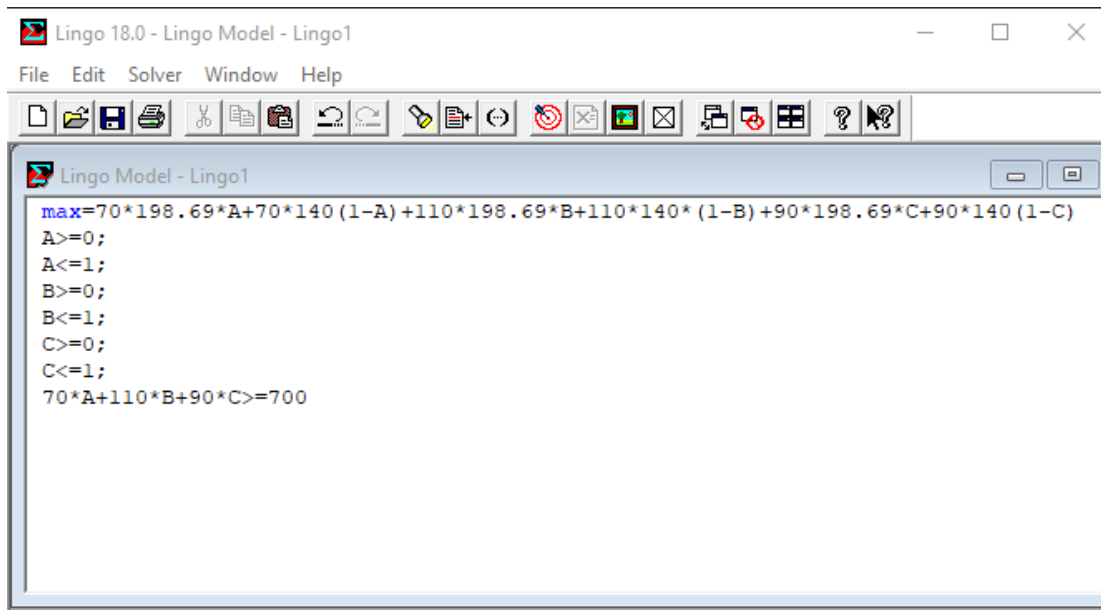 Lingo 18.0 - Lingo Model - Lingo1
File Edit Solver Window Help
Lingo Model - Lingo1
max=70*198.69*A+70*140(1-A)+110*198.69*B+110*140*(1-B)+90*198.69*C+90*140(1-C)
A>=0;
A<=1;
B>=0;
B<=1;
C>=0;
C<=1;
70*A+110*B+90*C>=700